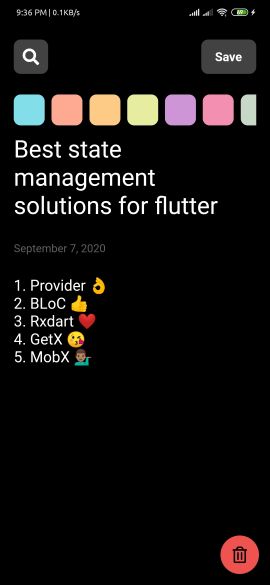 9:36 PM | 0.1KB/s
69
Save
Best state
management
solutions for flutter
September 7, 2020
1. Provider 👌
2. BLoC 👍
3. Rxdart ❤️
4. GetX 😘
5. MobX 💁🏽‍♂️